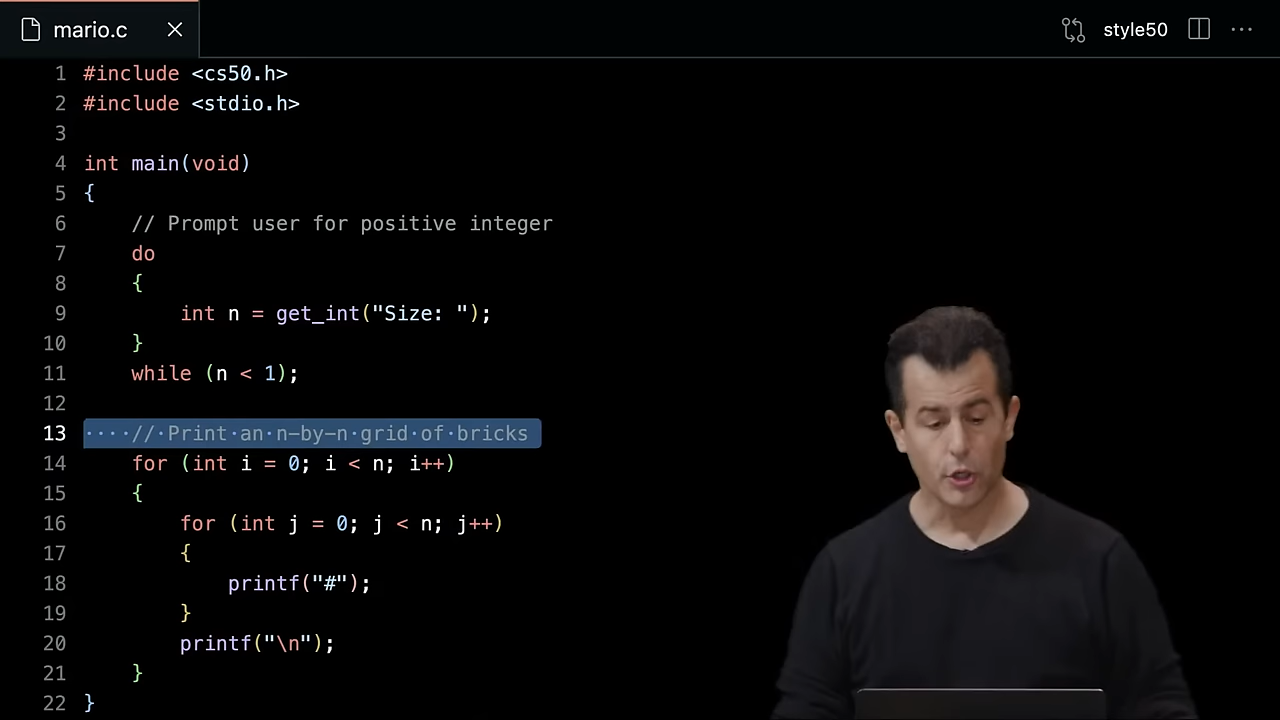 mario.c
style50
1 #include <cs50.h>
2 #include <stdio.h>
3
4 int main(void)
5 {
6     // Prompt user for positive integer
7     do
8     {
9         int n = get_int("Size: ");
10     }
11     while (n < 1);
12
13     // Print an n-by-n grid of bricks
14     for (int i = 0; i < n; i++)
15     {
16         for (int j = 0; j < n; j++)
17         {
18             printf("#");
19         }
20         printf("\n");
21     }
22 }